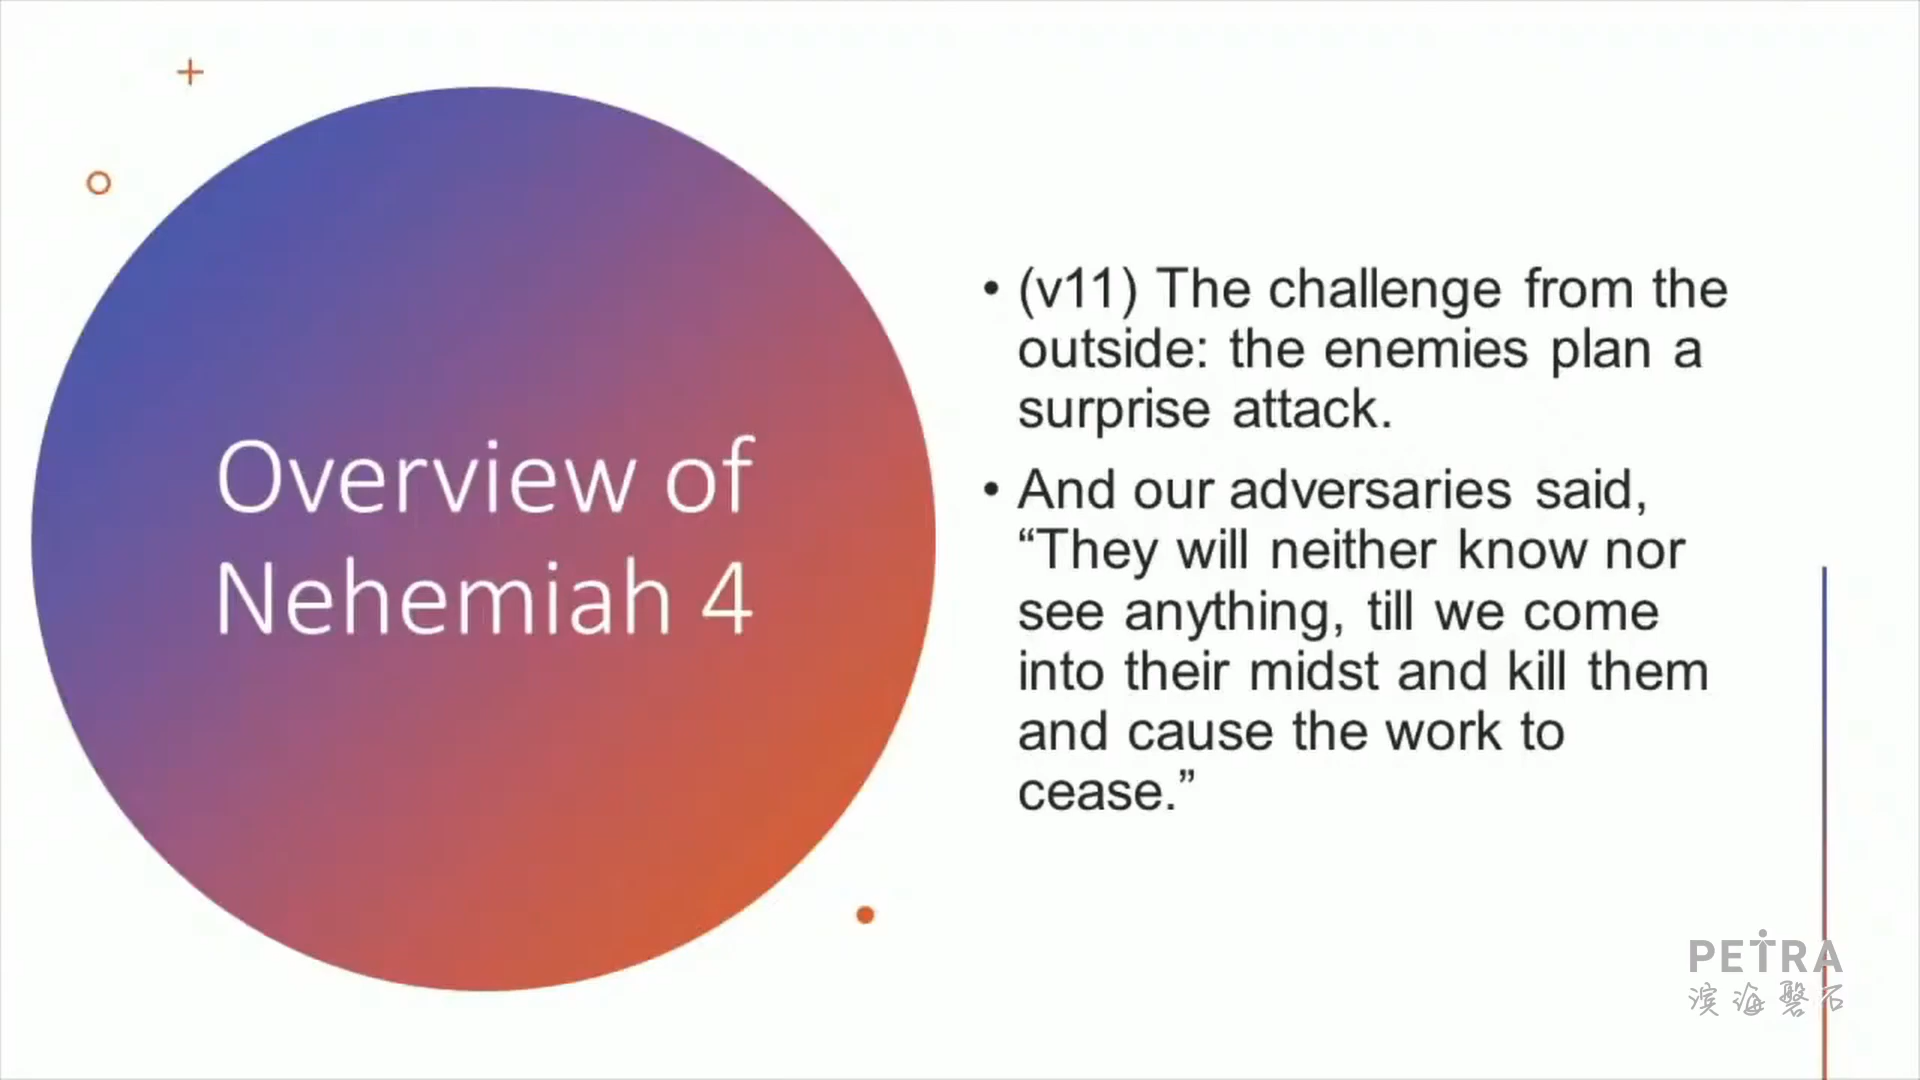 Overview of
Nehemiah 4
• (v11) The challenge from the
outside: the enemies plan a
surprise attack.
• And our adversaries said,
“They will neither know nor
see anything, till we come
into their midst and kill them
and cause the work to
cease.”
PETRA
滨海磐石